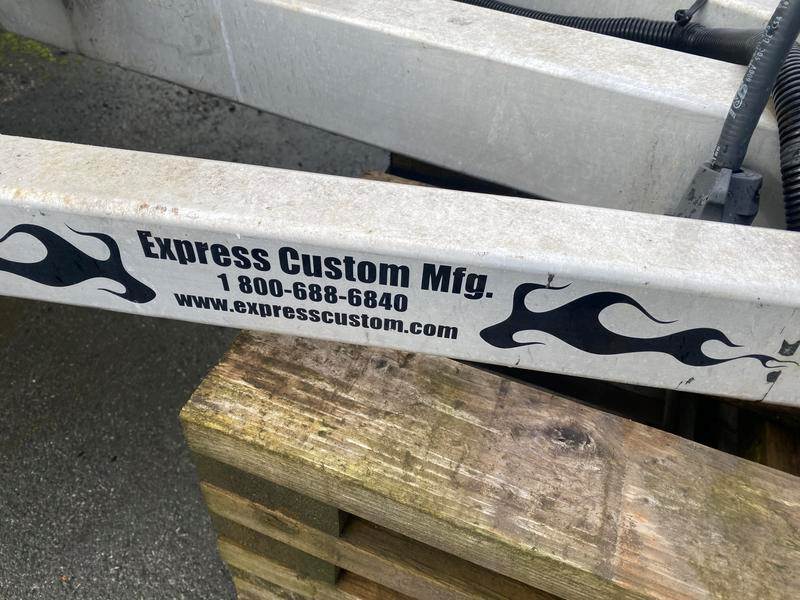 Express Custom Mfg.
1 800-688-6840
www.expresscustom.com